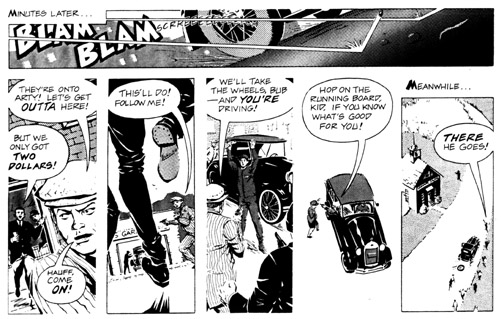 MINUTES LATER...
BLAM
BLAM
THEY'RE ONTO
ARTY! LET'S GET
OUTTA HERE!
BUT WE
ONLY GOT
TWO
DOLLARS!
HAUFF,
COME
ON!
THIS'LL DO!
FOLLOW ME!
GAR
WE'LL TAKE
THE WHEELS, BUB
—AND YOU'RE
DRIVING!
HOP ON THE
RUNNING BOARD,
KID, IF YOU KNOW
WHAT'S GOOD
FOR YOU!
MEANWHILE...
THERE
HE GOES!